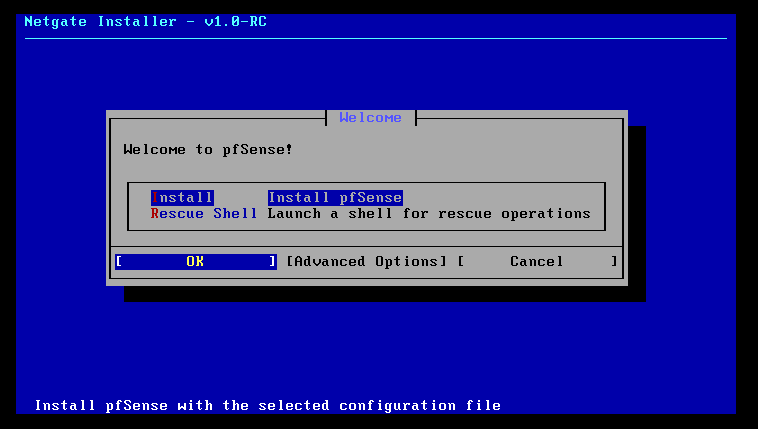 Netgate Installer - v1.0-RC
Welcome
Welcome to pfSense!
Install Install pfSense
Rescue Shell Launch a shell for rescue operations
[ OK ] [Advanced Options] [ Cancel ]
Install pfSense with the selected configuration file